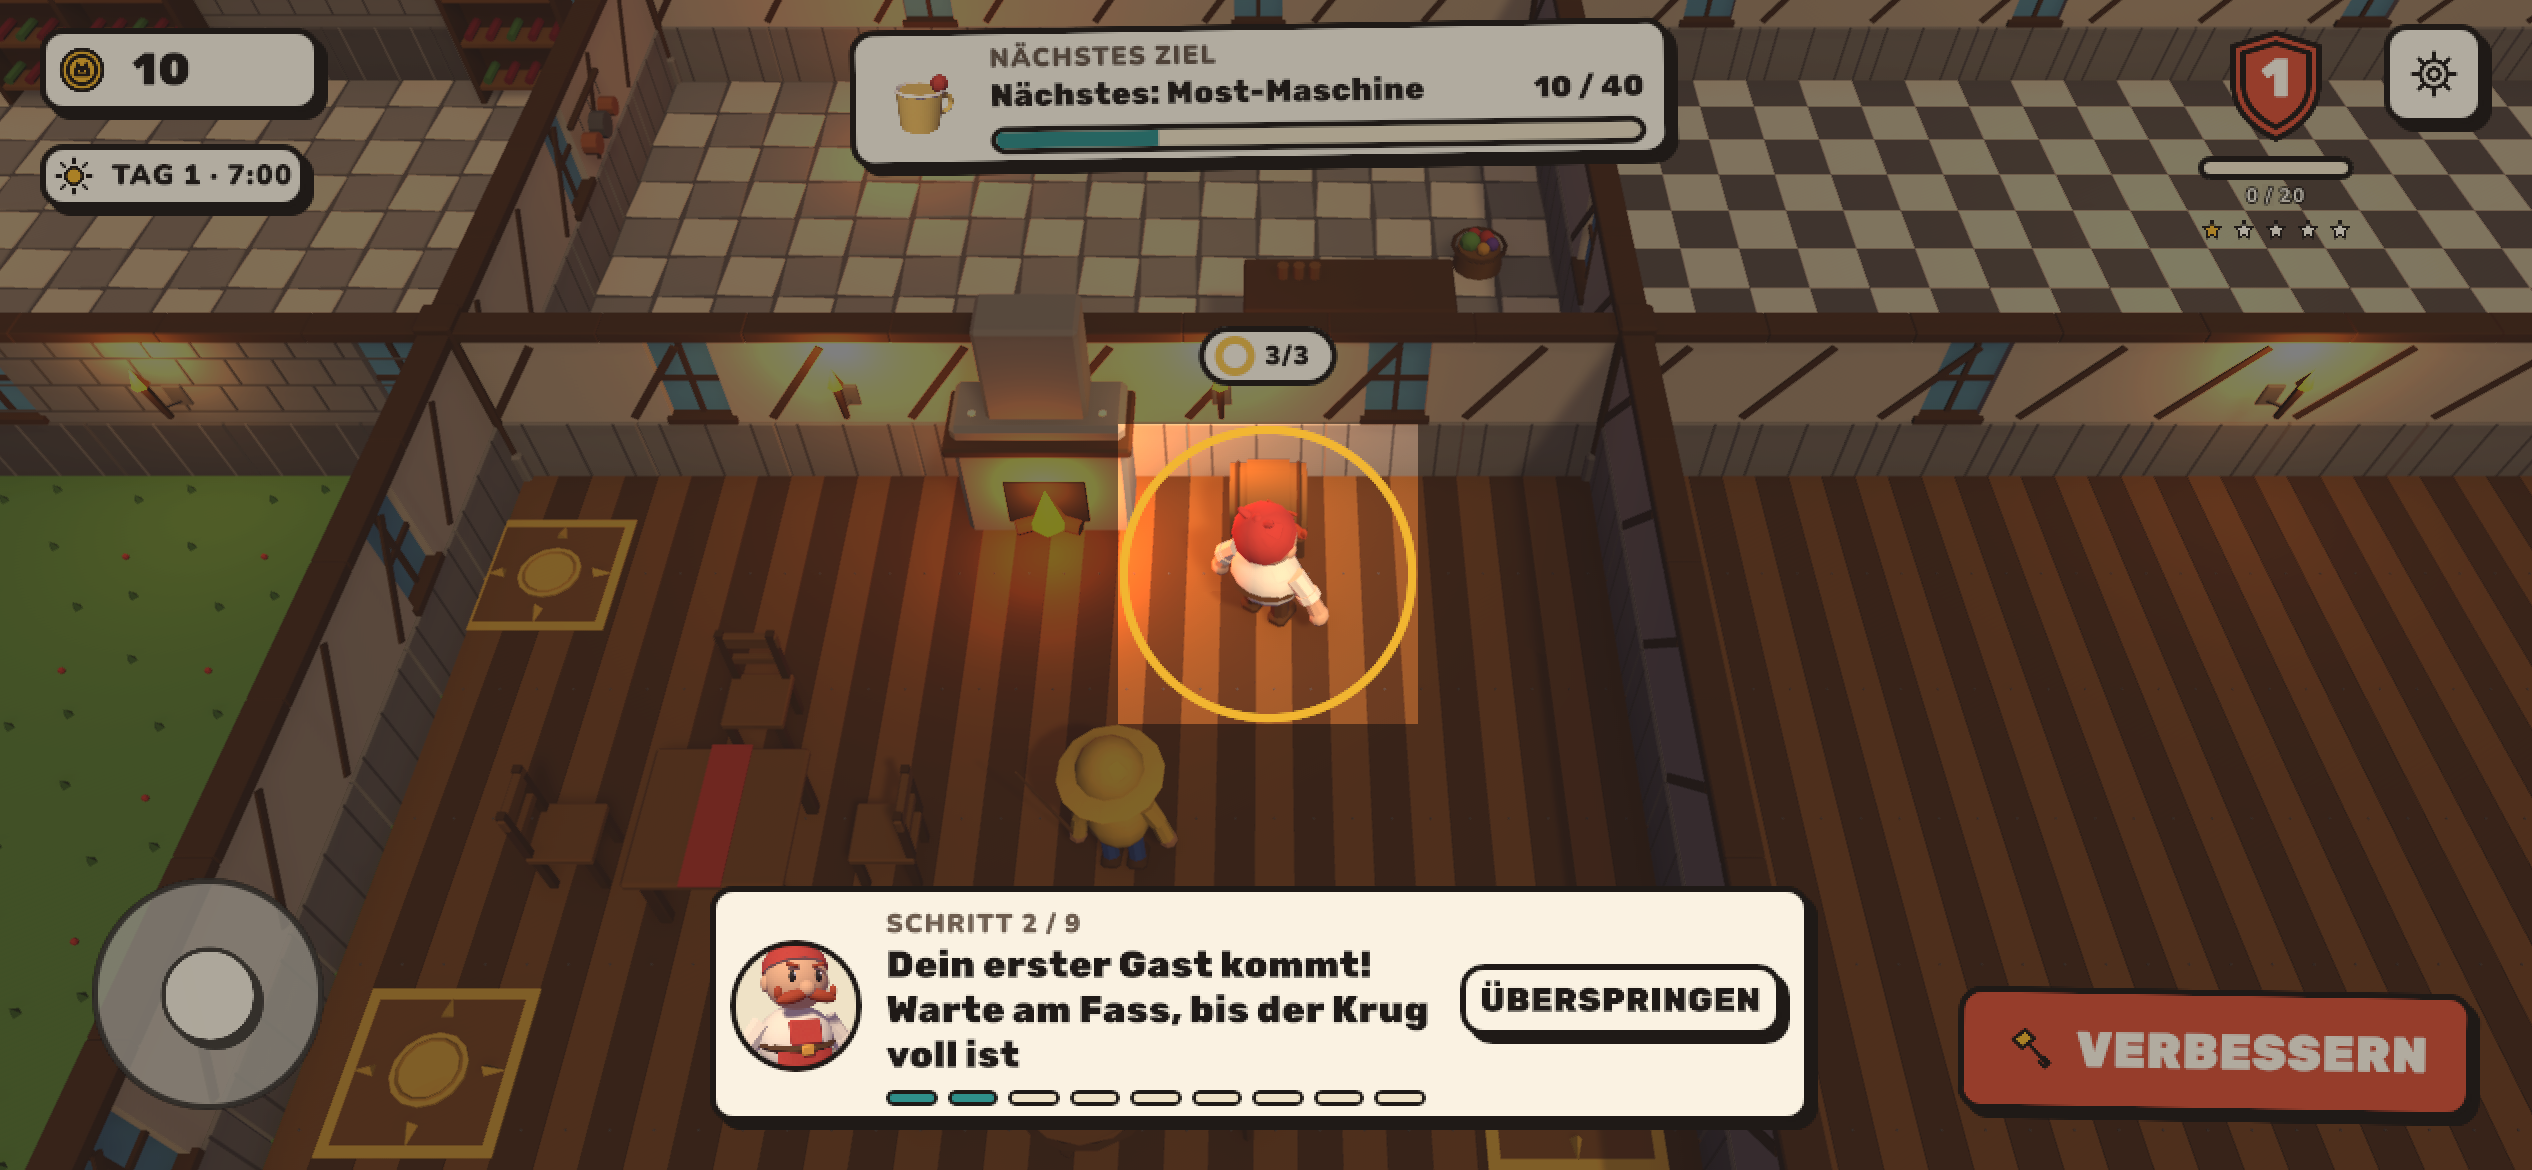 10
TAG 1 · 7:00
NÄCHSTES ZIEL
Nächstes: Most-Maschine 10 / 40
1
0 / 20
3/3
SCHRITT 2 / 9
Dein erster Gast kommt!
Warte am Fass, bis der Krug
voll ist
ÜBERSPRINGEN
VERBESSERN